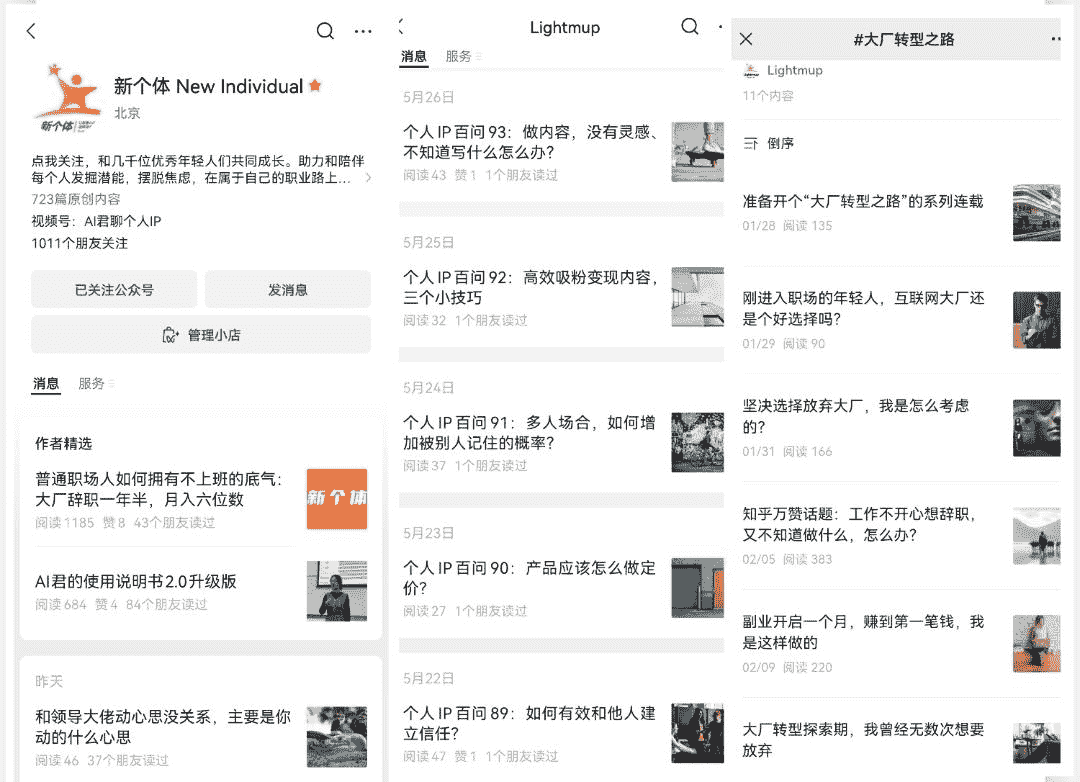 新个体 New Individual
北京
新个体
点我关注，和几千位优秀年轻人们共同成长。助力和陪伴
每个人发掘潜能，摆脱焦虑，在属于自己的职业路上...
723篇原创内容
视频号：AI君聊个人IP
1011个朋友关注
已关注公众号
发消息
管理小店
消息
服务
作者精选
普通职场人如何拥有不上班的底气：
大厂辞职一年半，月入六位数
阅读1185 赞8 43个朋友读过
新个体
AI君的使用说明书2.0升级版
阅读684 赞4 84个朋友读过
昨天
和领导大佬动心思没关系，主要是你
动的什么心思
阅读46 37个朋友读过
Lightmup
消息
服务
5月26日
个人IP百问93：做内容，没有灵感、
不知道写什么怎么办？
阅读43 赞1 1个朋友读过
5月25日
个人IP百问92：高效吸粉变现内容，
三个小技巧
阅读32 1个朋友读过
5月24日
个人IP百问91：多人场合，如何增
加被别人记住的概率？
阅读37 1个朋友读过
5月23日
个人IP百问90：产品应该怎么做定
价？
阅读27 1个朋友读过
5月22日
个人IP百问89：如何有效和他人建
立信任？
阅读47 赞1 1个朋友读过
#大厂转型之路
Lightmup
11个内容
倒序
准备开个“大厂转型之路”的系列连载
01/28 阅读 135
刚进入职场的年轻人，互联网大厂还
是个好选择吗？
01/29 阅读 90
坚决选择放弃大厂，我是怎么考虑
的？
01/31 阅读 166
知乎万赞话题：工作不开心想辞职，
又不知道做什么，怎么办？
02/05 阅读 383
副业开启一个月，赚到第一笔钱，我
是这样做的
02/09 阅读 220
大厂转型探索期，我曾经无数次想要
放弃